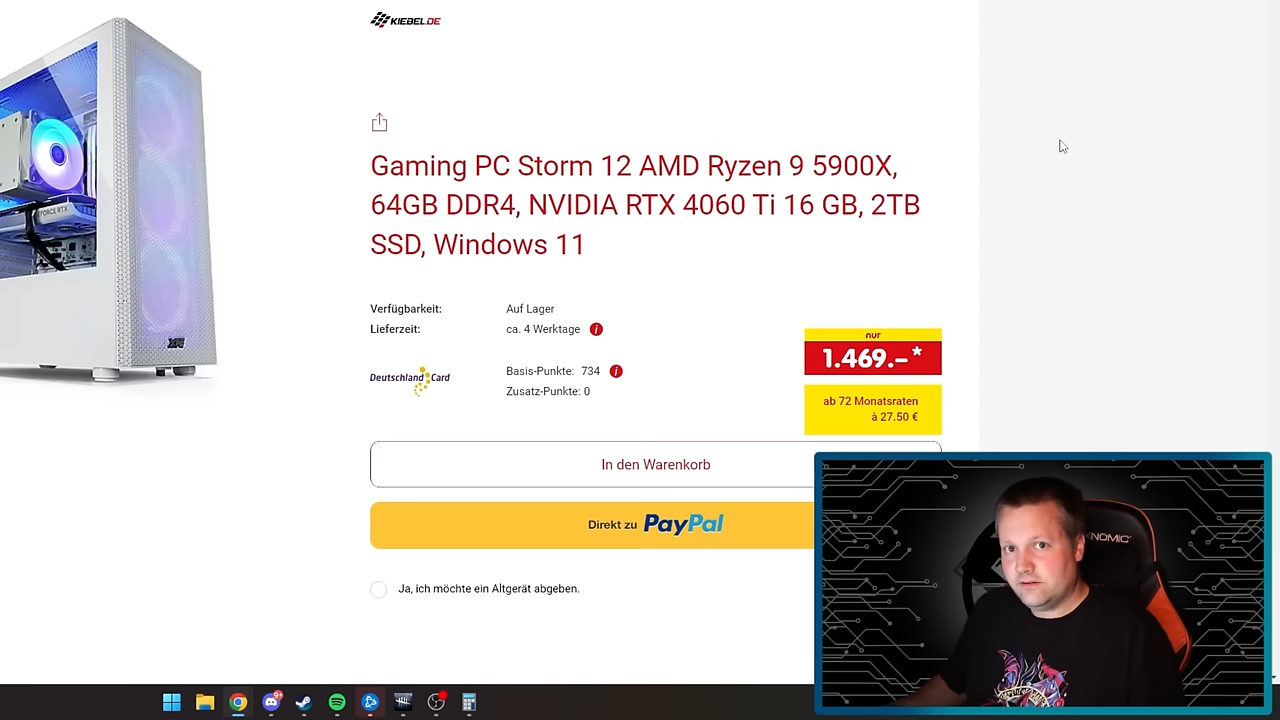 KIEBEL.DE
Gaming PC Storm 12 AMD Ryzen 9 5900X,
64GB DDR4, NVIDIA RTX 4060 Ti 16 GB, 2TB
SSD, Windows 11
Verfügbarkeit: Auf Lager
Lieferzeit: ca. 4 Werktage i
Deutschland Card
Basis-Punkte: 734 i
Zusatz-Punkte: 0
nur
1.469.–*
ab 72 Monatsraten
à 27.50 €
In den Warenkorb
Direkt zu PayPal
Ja, ich möchte ein Altgerät abgeben.
NOMIC